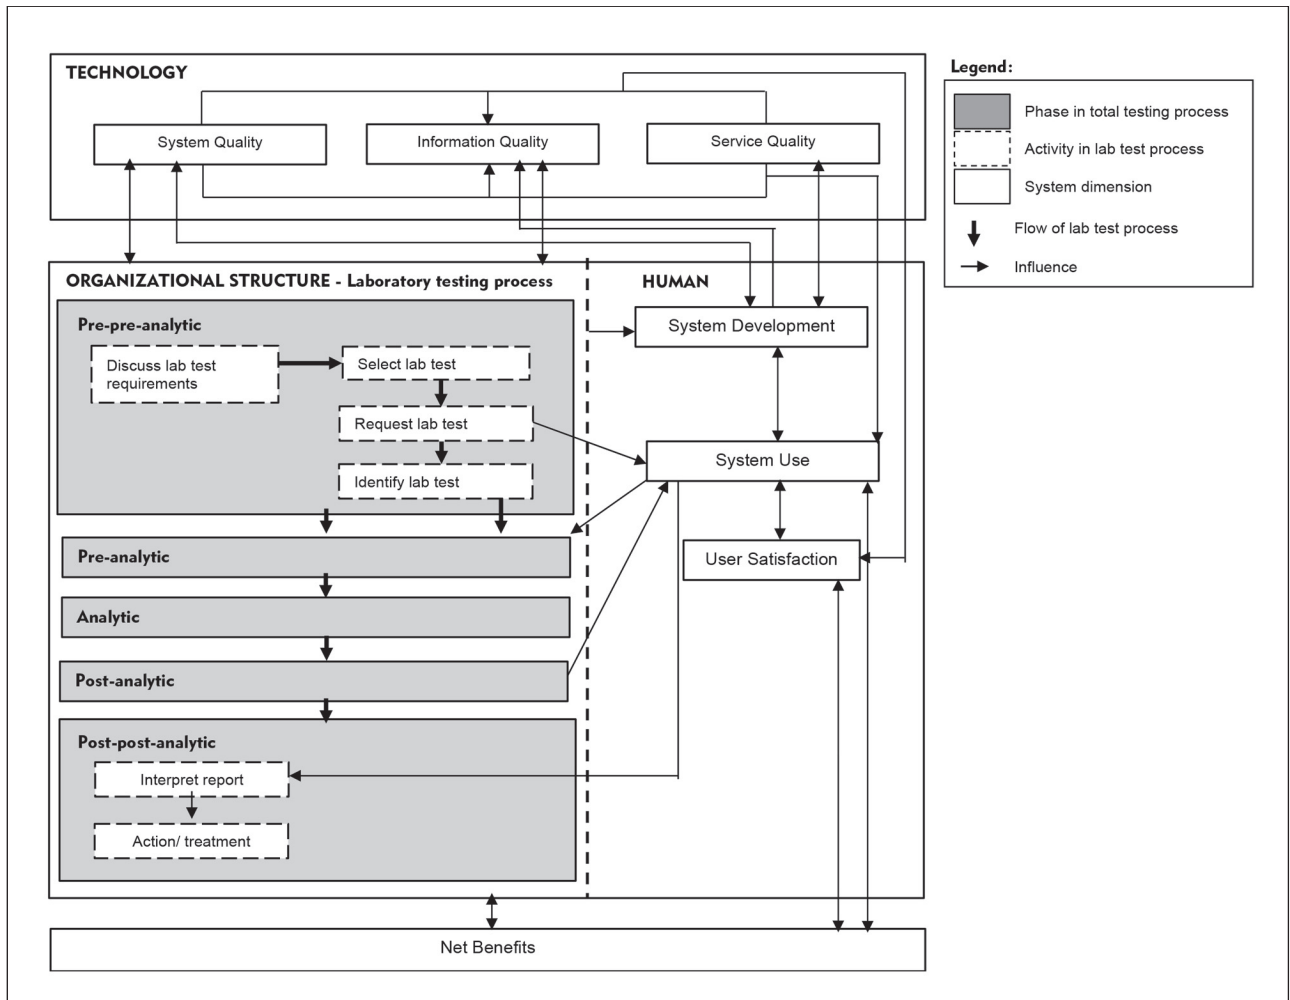 TECHNOLOGY
System Quality
Information Quality
Service Quality
Legend:
Phase in total testing process
Activity in lab test process
System dimension
Flow of lab test process
Influence
ORGANIZATIONAL STRUCTURE - Laboratory testing process
HUMAN
Pre-pre-analytic
Discuss lab test
requirements
Select lab test
Request lab test
Identify lab test
System Development
System Use
User Satisfaction
Pre-analytic
Analytic
Post-analytic
Post-post-analytic
Interpret report
Action/ treatment
Net Benefits